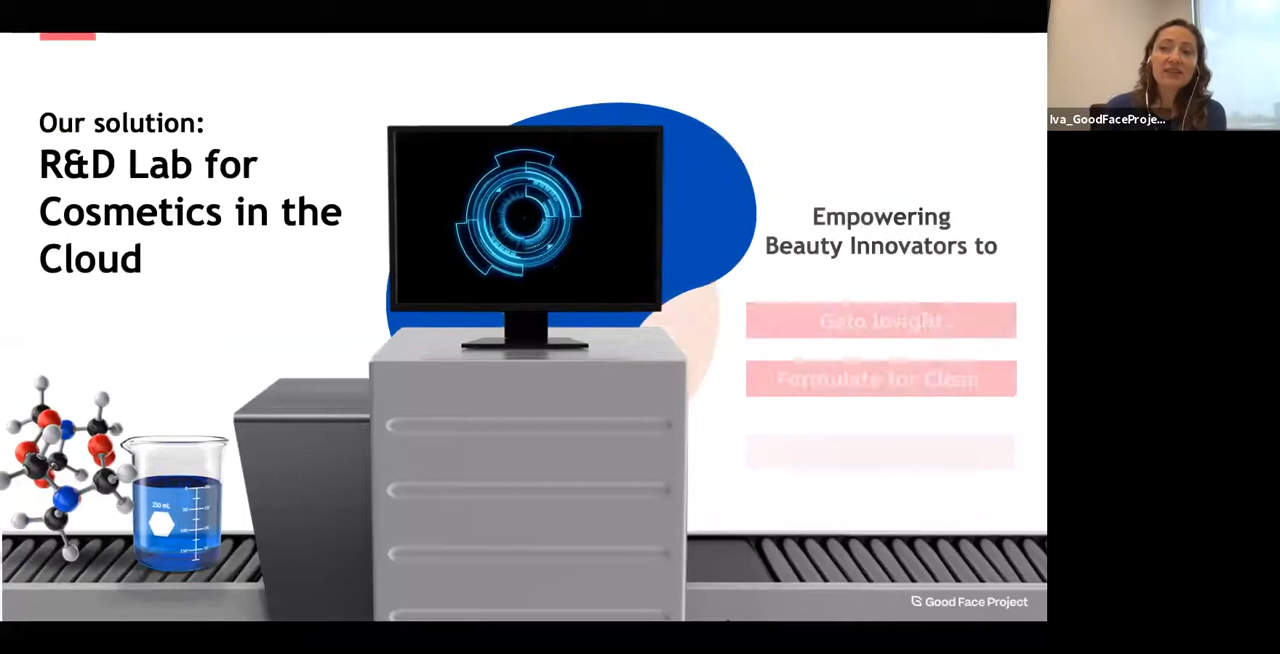 Our solution:
R&D Lab for
Cosmetics in the
Cloud
Empowering
Beauty Innovators to
Insight
Formulate for Clean
250 mL
Good Face Project
Iva_GoodFaceProje...